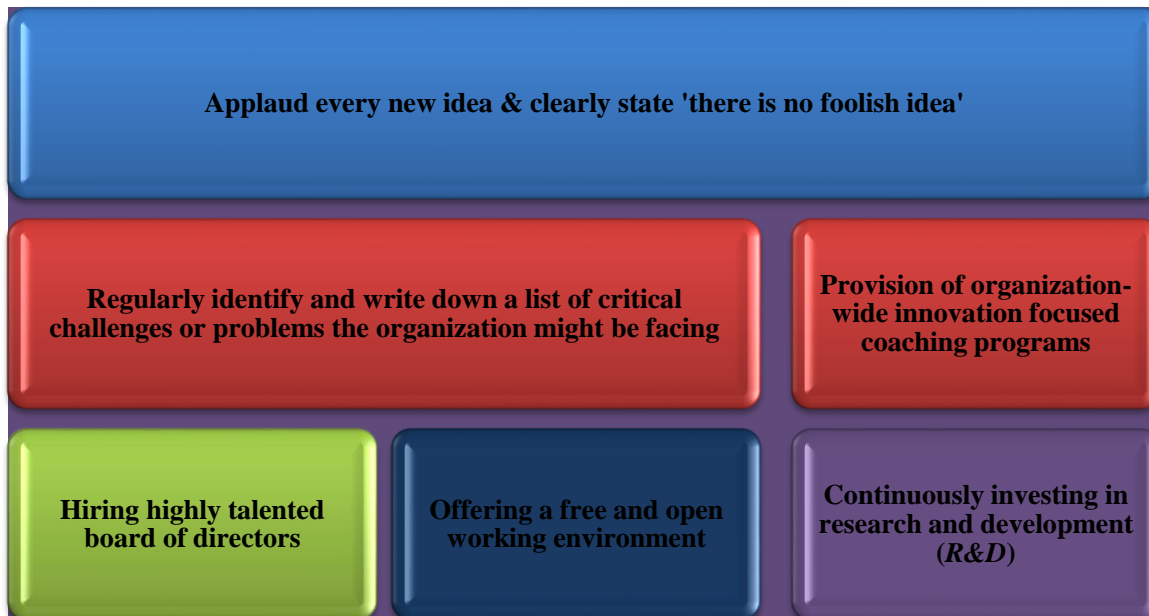 Applaud every new idea & clearly state 'there is no foolish idea'
Regularly identify and write down a list of critical
challenges or problems the organization might be facing
Provision of organization-
wide innovation focused
coaching programs
Hiring highly talented
board of directors
Offering a free and open
working environment
Continuously investing in
research and development
(R&D)